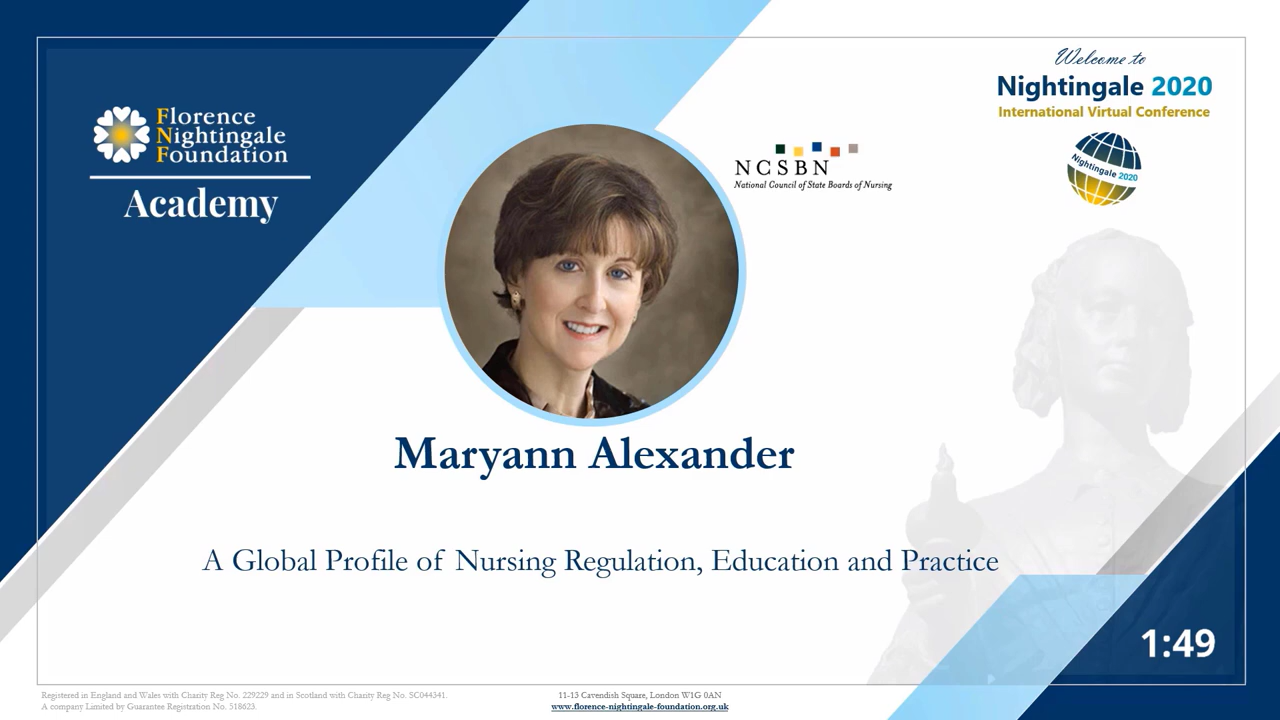 Florence
Nightingale
Foundation
Academy
Welcome to
Nightingale 2020
International Virtual Conference
Nightingale 2020
NCSBN
National Council of State Boards of Nursing
Maryann Alexander
A Global Profile of Nursing Regulation, Education and Practice
1:49
Registered in England and Wales with Charity Reg No. 229229 and in Scotland with Charity Reg No. SC044341.
A company Limited by Guarantee Registration No. 518623.
11-13 Cavendish Square, London W1G 0AN
www.florence-nightingale-foundation.org.uk